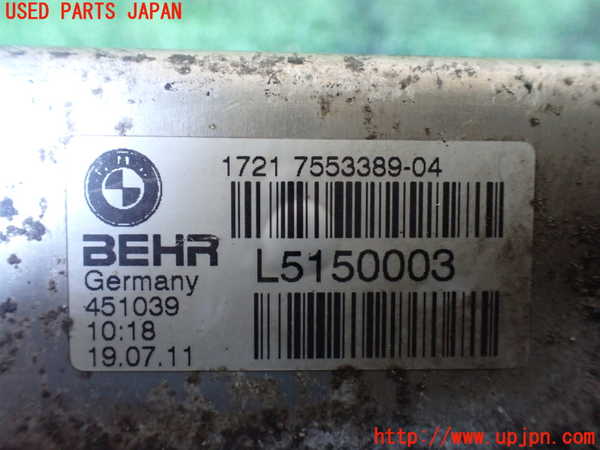 USED PARTS JAPAN
1721 7553389-04
BEHR
L5150003
Germany
451039
10:18
19.07.11
http://www.upjpn.com/